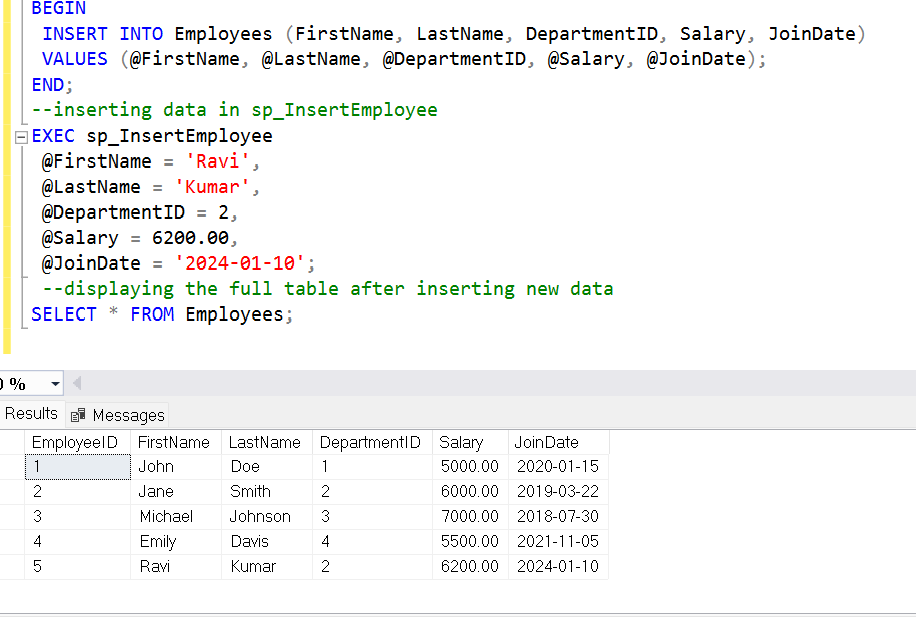 BEGIN
INSERT INTO Employees (FirstName, LastName, DepartmentID, Salary, JoinDate)
VALUES (@FirstName, @LastName, @DepartmentID, @Salary, @JoinDate);
END;
--inserting data in sp_InsertEmployee
EXEC sp_InsertEmployee
@FirstName = 'Ravi',
@LastName = 'Kumar',
@DepartmentID = 2,
@Salary = 6200.00,
@JoinDate = '2024-01-10';
--displaying the full table after inserting new data
SELECT * FROM Employees;
%
Results Messages
EmployeeID FirstName LastName DepartmentID Salary JoinDate
1 John Doe 1 5000.00 2020-01-15
2 Jane Smith 2 6000.00 2019-03-22
3 Michael Johnson 3 7000.00 2018-07-30
4 Emily Davis 4 5500.00 2021-11-05
5 Ravi Kumar 2 6200.00 2024-01-10